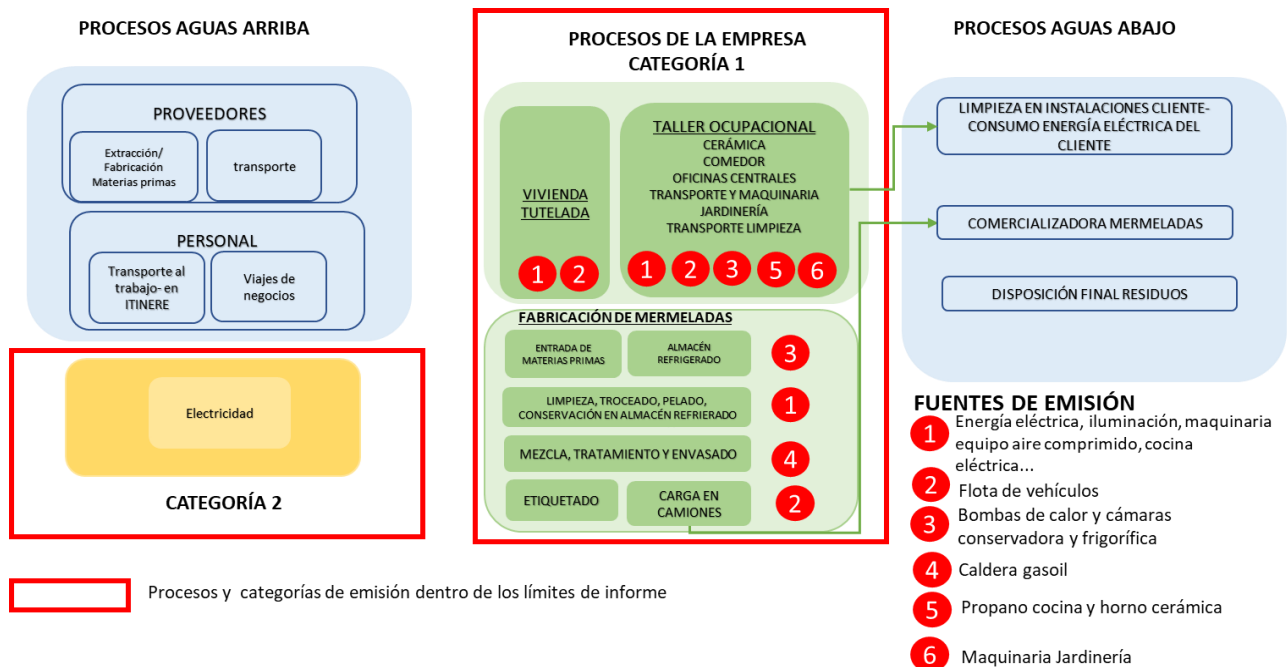 PROCESOS AGUAS ARRIBA
PROVEEDORES
Extracción/
Fabricación
Materias primas
transporte
PERSONAL
Transporte al
trabajo- en
ITINERE
Viajes de
negocios
Electricidad
CATEGORÍA 2
PROCESOS DE LA EMPRESA
CATEGORÍA 1
VIVIENDA
TUTELADA
1 2
TALLER OCUPACIONAL
CERÁMICA
COMEDOR
OFICINAS CENTRALES
TRANSPORTE Y MAQUINARIA
JARDINERÍA
TRANSPORTE LIMPIEZA
1 2 3 5 6
FABRICACIÓN DE MERMELADAS
ENTRADA DE
MATERIAS PRIMAS
ALMACÉN
REFRIGERADO
3
LIMPIEZA, TROCEADO, PELADO,
CONSERVACIÓN EN ALMACÉN REFRIERADO
1
MEZCLA, TRATAMIENTO Y ENVASADO
4
ETIQUETADO
CARGA EN
CAMIONES
2
PROCESOS AGUAS ABAJO
LIMPIEZA EN INSTALACIONES CLIENTE-
CONSUMO ENERGÍA ELÉCTRICA DEL
CLIENTE
COMERCIALIZADORA MERMELADAS
DISPOSICIÓN FINAL RESIDUOS
FUENTES DE EMISIÓN
1 Energía eléctrica, iluminación, maquinaria
equipo aire comprimido, cocina
eléctrica...
2 Flota de vehículos
3 Bombas de calor y cámaras
conservadora y frigorífica
4 Caldera gasoil
5 Propano cocina y horno cerámica
6 Maquinaria Jardinería
Procesos y categorías de emisión dentro de los límites de informe